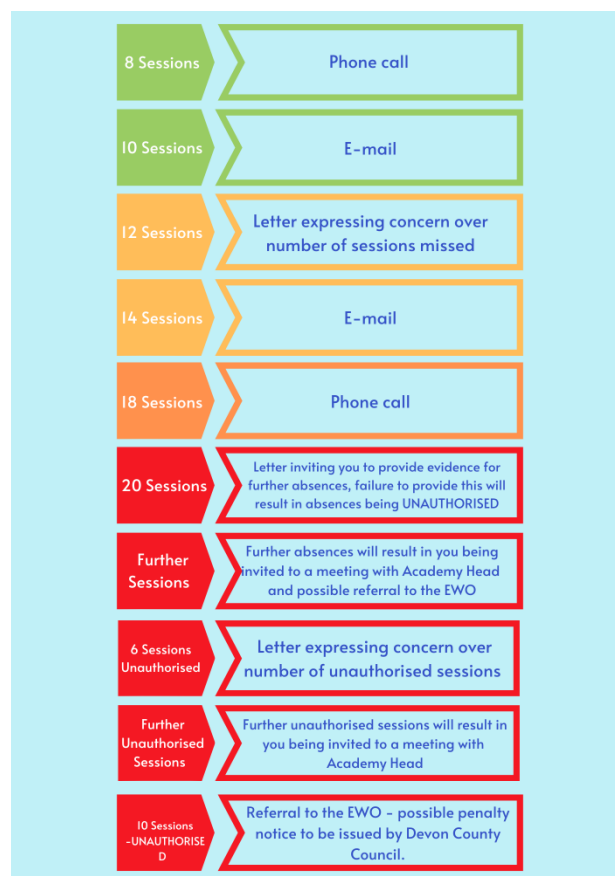 8 Sessions
Phone call
10 Sessions
E-mail
12 Sessions
Letter expressing concern over
number of sessions missed
14 Sessions
E-mail
18 Sessions
Phone call
20 Sessions
Letter inviting you to provide evidence for
further absences, failure to provide this will
result in absences being UNAUTHORISED
Further
Sessions
Further absences will result in you being
invited to a meeting with Academy Head
and possible referral to the EWO
6 Sessions
Unauthorised
Letter expressing concern over
number of unauthorised sessions
Further
Unauthorised
Sessions
Further unauthorised sessions will result in
you being invited to a meeting with
Academy Head
10 Sessions
-UNAUTHORISE
D
Referral to the EWO - possible penalty
notice to be issued by Devon County
Council.